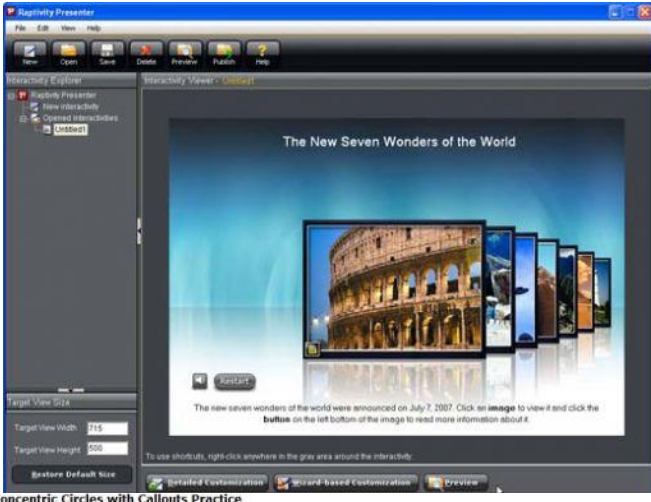 Raptivity Presenter
File Edit View Help
New Open Save Delete Preview Publish Help
Interactivity Explorer
Interactivity Viewer - Untitled1
Raptivity Presenter
New Interactivity
Opened Interactivities
Untitled1
The New Seven Wonders of the World
Restart
The new seven wonders of the world were announced on July 7, 2007. Click an image to view it and click the
button on the left bottom of the image to read more information about it.
Target View Size
Target View Width 715
Target View Height 500
Restore Default Size
To use shortcuts, right-click anywhere in the gray area around the interactivity.
Detailed Customization Wizard-based Customization Preview
oncentric Circles with Callouts Practice